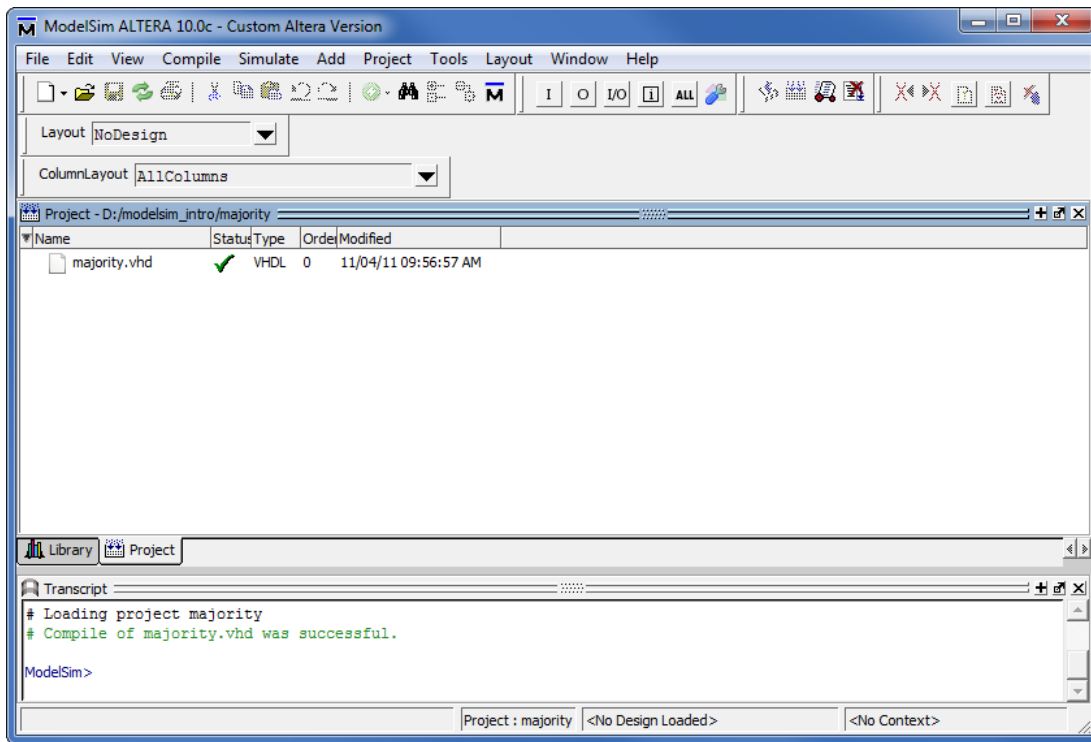 ModelSim ALTERA 10.0c - Custom Altera Version
File Edit View Compile Simulate Add Project Tools Layout Window Help
I O I/O i ALL
Layout NoDesign
ColumnLayout AllColumns
Project - D:/modelsim_intro/majority
Name Status Type Order Modified
majority.vhd VHDL 0 11/04/11 09:56:57 AM
Library Project
Transcript
# Loading project majority
# Compile of majority.vhd was successful.
ModelSim>
Project : majority <No Design Loaded> <No Context>